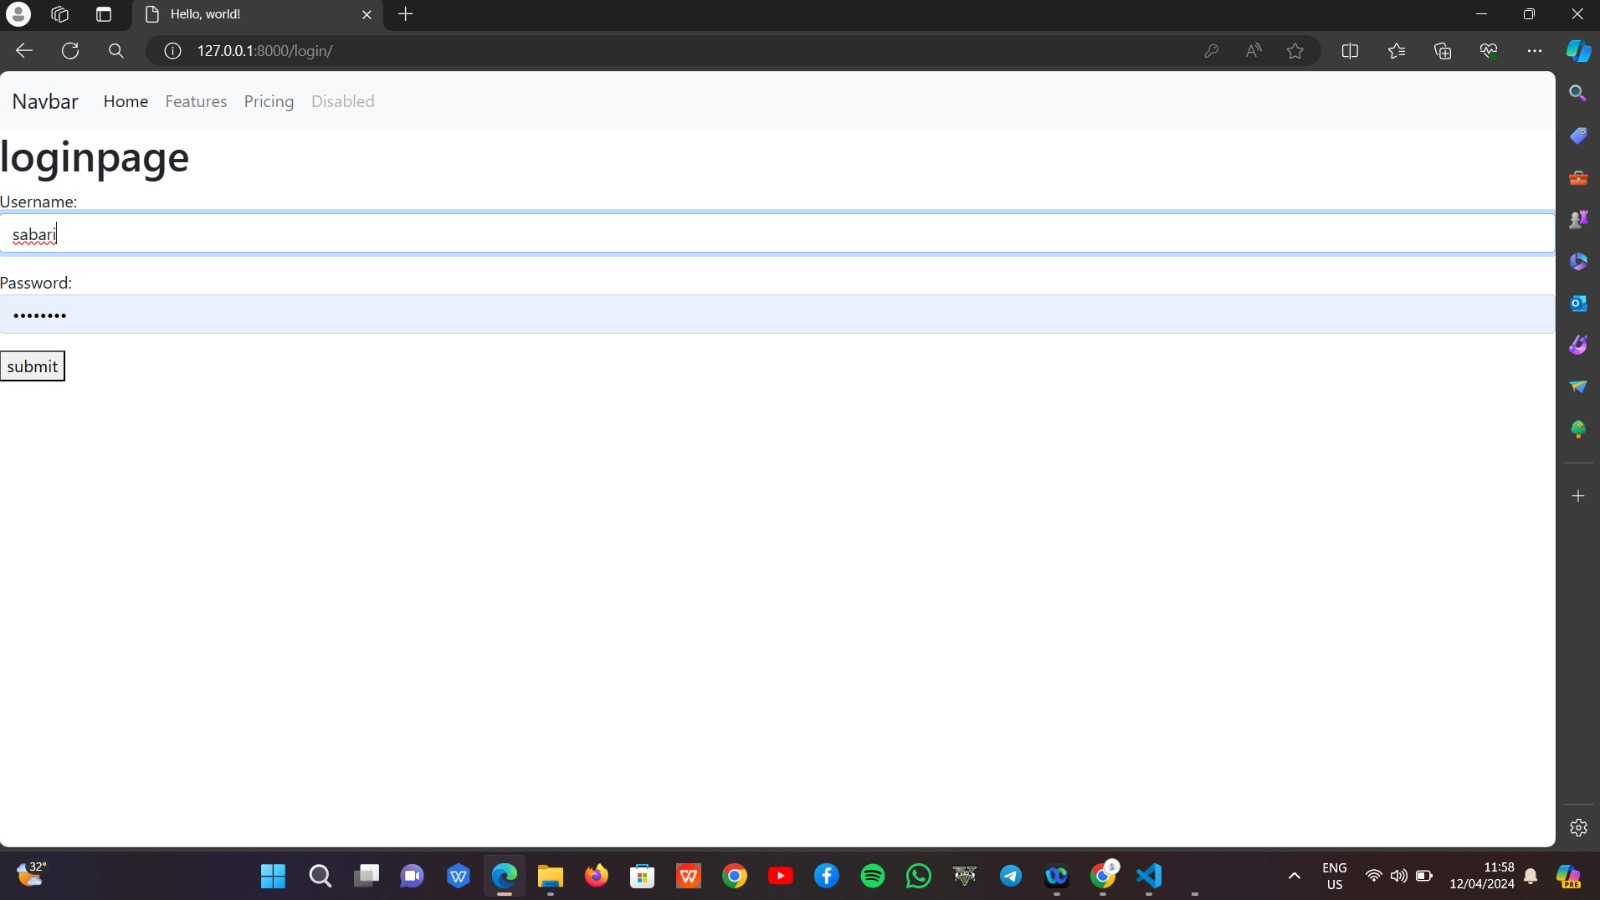 Hello, world!
127.0.0.1:8000/login/
Navbar Home Features Pricing Disabled
loginpage
Username:
sabari
Password:
submit
32°
ENG
US
11:58
12/04/2024
PRE